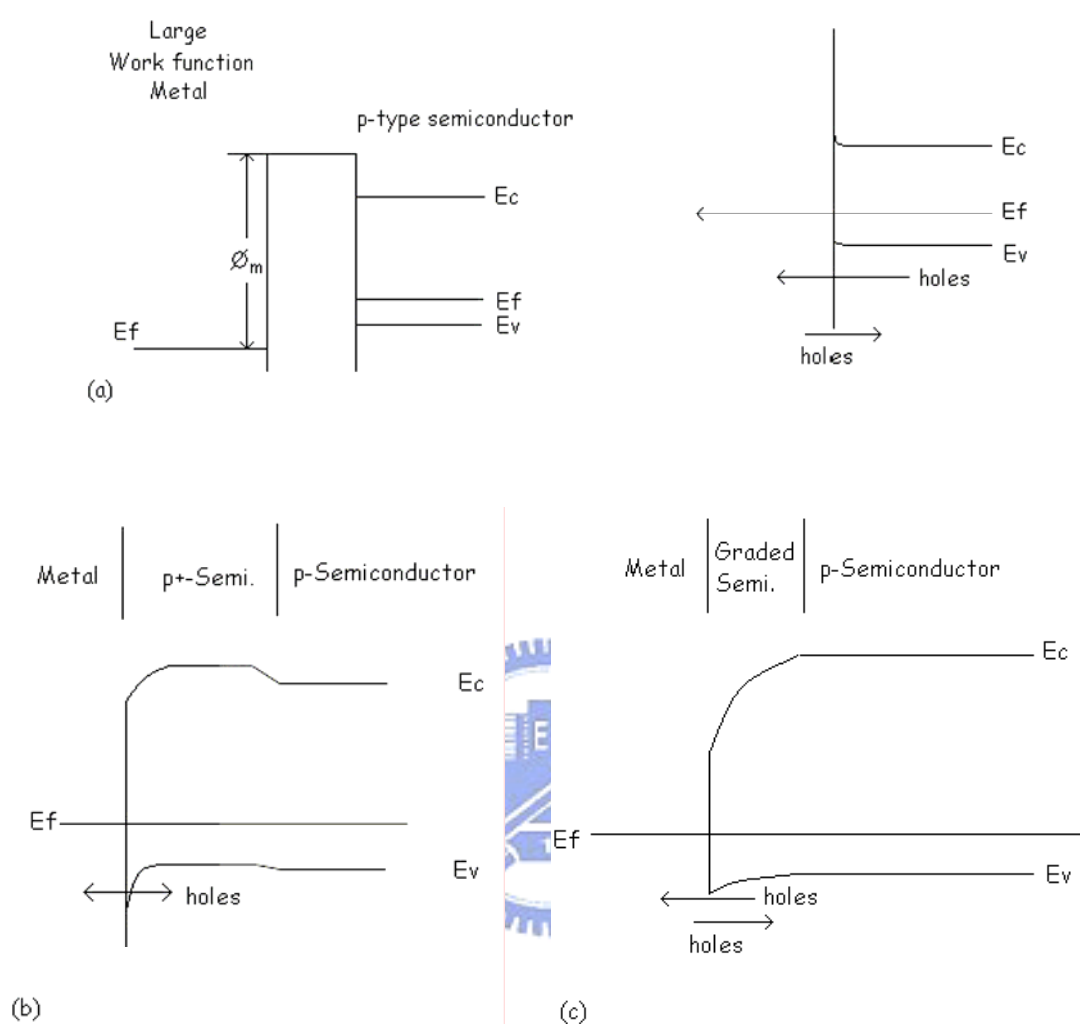 Large
Work function
Metal
p-type semiconductor
Ec
Øm
Ef
Ev
Ef
(a)
Ec
Ef
Ev
holes
holes
Metal
p+-Semi.
p-Semiconductor
Ec
Ef
Ev
holes
(b)
Metal
Graded
Semi.
p-Semiconductor
Ec
Ef
Ev
holes
holes
(c)